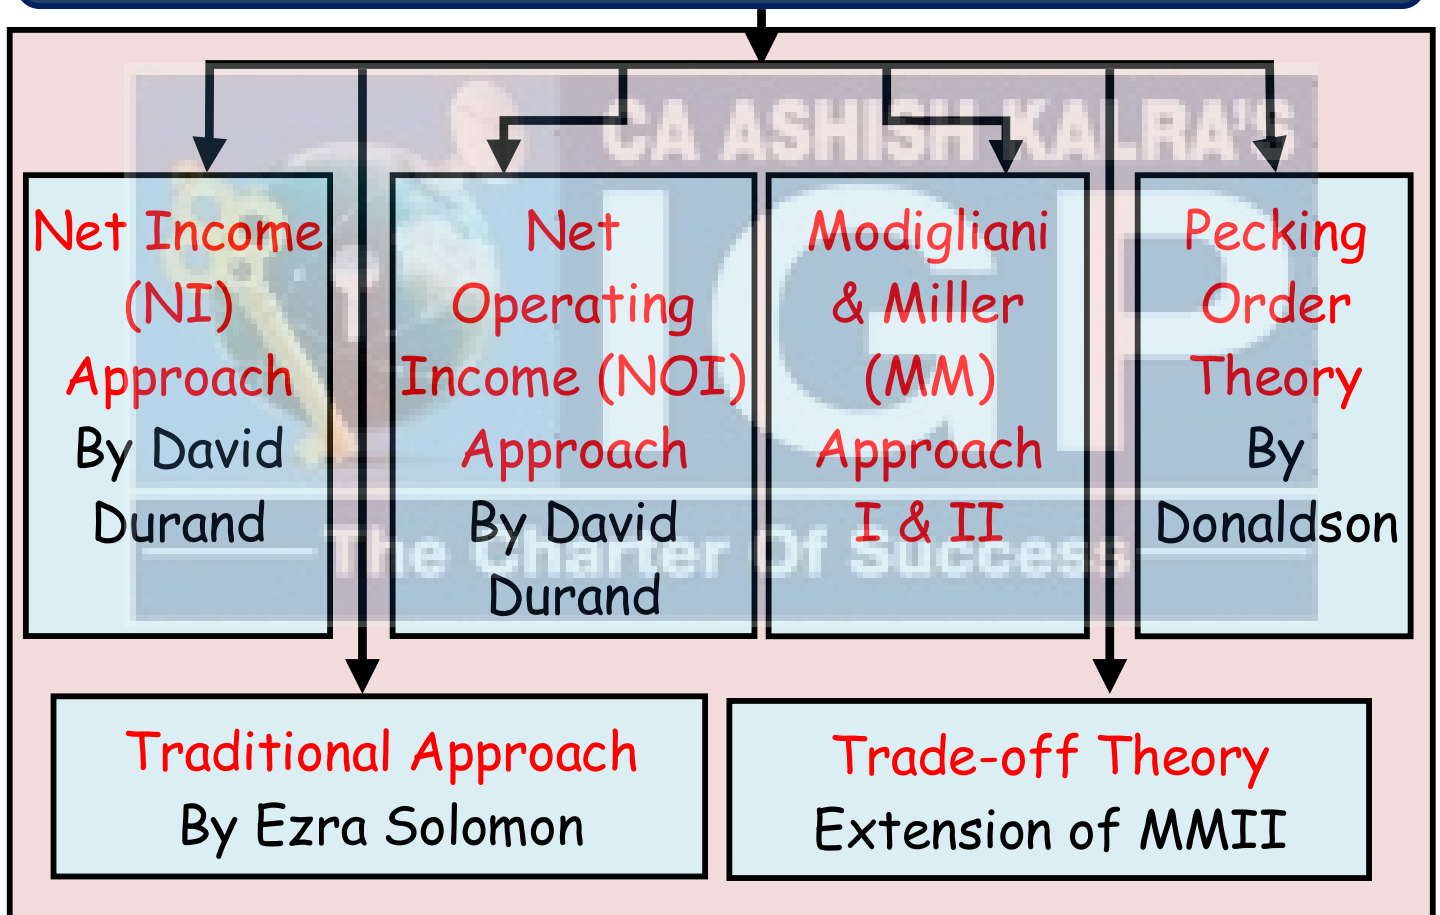 CA ASHISH KALRA'S
IGP
The Charter Of Success
Net Income
(NI)
Approach
By David
Durand
Net
Operating
Income (NOI)
Approach
By David
Durand
Modigliani
& Miller
(MM)
Approach
I & II
Pecking
Order
Theory
By
Donaldson
Traditional Approach
By Ezra Solomon
Trade-off Theory
Extension of MMII